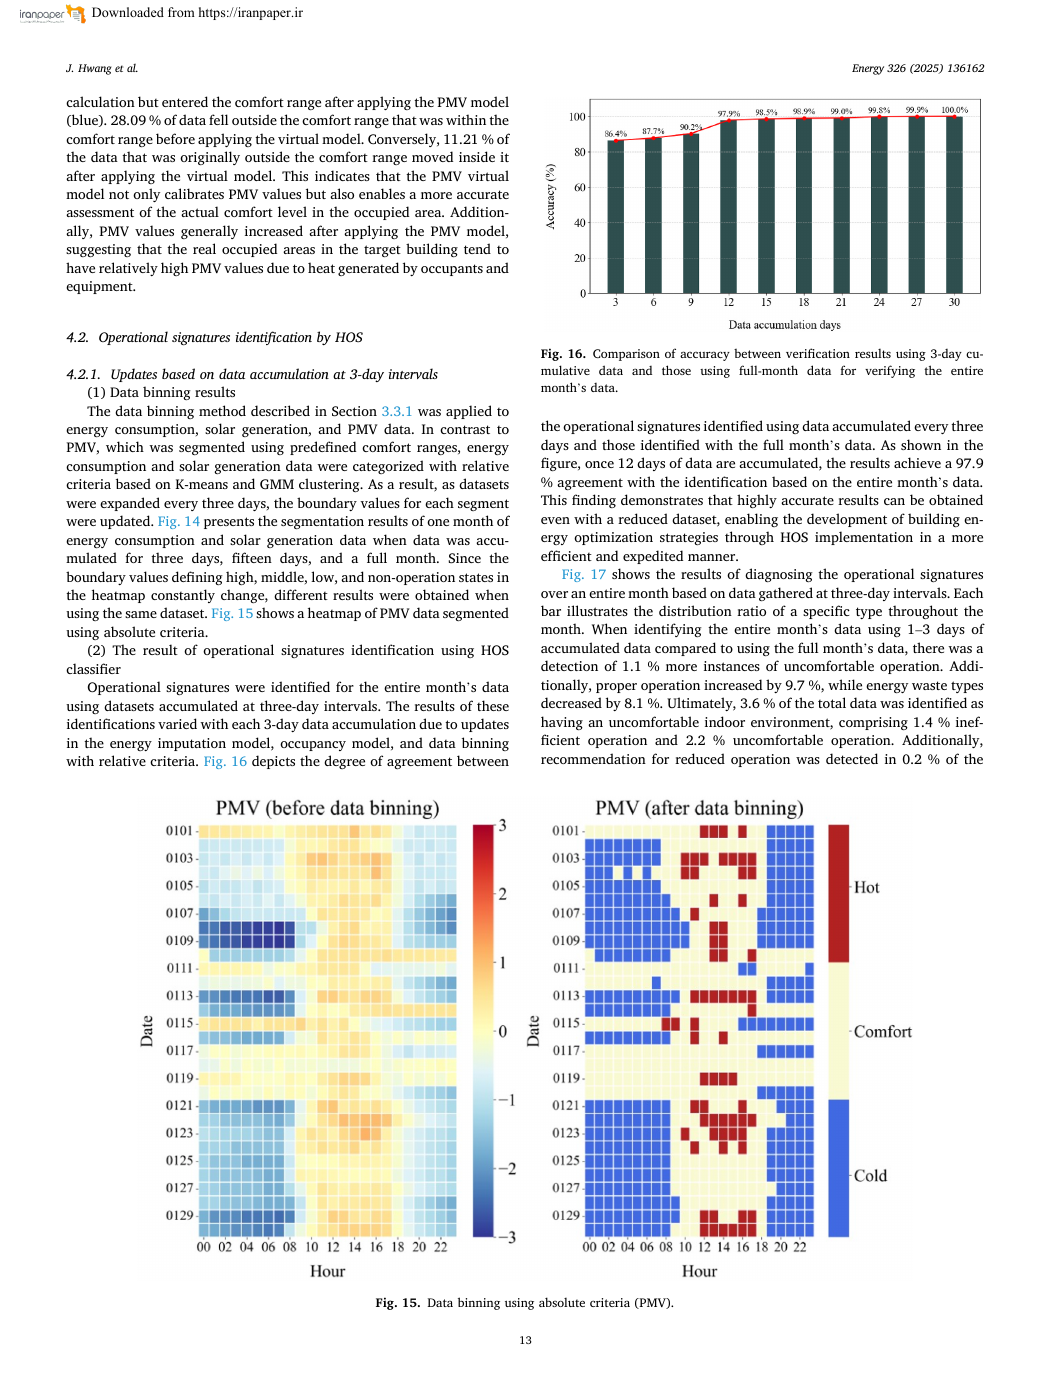 iranpaper
Downloaded from https://iranpaper.ir
J. Hwang et al.
Energy 326 (2025) 136162
calculation but entered the comfort range after applying the PMV model
(blue). 28.09 % of data fell outside the comfort range that was within the
comfort range before applying the virtual model. Conversely, 11.21 % of
the data that was originally outside the comfort range moved inside it
after applying the virtual model. This indicates that the PMV virtual
model not only calibrates PMV values but also enables a more accurate
assessment of the actual comfort level in the occupied area. Addition-
ally, PMV values generally increased after applying the PMV model,
suggesting that the real occupied areas in the target building tend to
have relatively high PMV values due to heat generated by occupants and
equipment.
4.2. Operational signatures identification by HOS
4.2.1. Updates based on data accumulation at 3-day intervals
(1) Data binning results
The data binning method described in Section 3.3.1 was applied to
energy consumption, solar generation, and PMV data. In contrast to
PMV, which was segmented using predefined comfort ranges, energy
consumption and solar generation data were categorized with relative
criteria based on K-means and GMM clustering. As a result, as datasets
were expanded every three days, the boundary values for each segment
were updated. Fig. 14 presents the segmentation results of one month of
energy consumption and solar generation data when data was accu-
mulated for three days, fifteen days, and a full month. Since the
boundary values defining high, middle, low, and non-operation states in
the heatmap constantly change, different results were obtained when
using the same dataset. Fig. 15 shows a heatmap of PMV data segmented
using absolute criteria.
(2) The result of operational signatures identification using HOS
classifier
Operational signatures were identified for the entire month's data
using datasets accumulated at three-day intervals. The results of these
identifications varied with each 3-day data accumulation due to updates
in the energy imputation model, occupancy model, and data binning
with relative criteria. Fig. 16 depicts the degree of agreement between
Accuracy (%)
100
80
60
40
20
0
86.4% 87.7% 90.2% 97.9% 98.5% 98.9% 99.0% 99.8% 99.9% 100.0%
3 6 9 12 15 18 21 24 27 30
Data accumulation days
Fig. 16. Comparison of accuracy between verification results using 3-day cu-
mulative data and those using full-month data for verifying the entire
month's data.
the operational signatures identified using data accumulated every three
days and those identified with the full month's data. As shown in the
figure, once 12 days of data are accumulated, the results achieve a 97.9
% agreement with the identification based on the entire month's data.
This finding demonstrates that highly accurate results can be obtained
even with a reduced dataset, enabling the development of building en-
ergy optimization strategies through HOS implementation in a more
efficient and expedited manner.
Fig. 17 shows the results of diagnosing the operational signatures
over an entire month based on data gathered at three-day intervals. Each
bar illustrates the distribution ratio of a specific type throughout the
month. When identifying the entire month's data using 1–3 days of
accumulated data compared to using the full month's data, there was a
detection of 1.1 % more instances of uncomfortable operation. Addi-
tionally, proper operation increased by 9.7 %, while energy waste types
decreased by 8.1 %. Ultimately, 3.6 % of the total data was identified as
having an uncomfortable indoor environment, comprising 1.4 % inef-
ficient operation and 2.2 % uncomfortable operation. Additionally,
recommendation for reduced operation was detected in 0.2 % of the
PMV (before data binning)
Date
0101
0103
0105
0107
0109
0111
0113
0115
0117
0119
0121
0123
0125
0127
0129
00 02 04 06 08 10 12 14 16 18 20 22
Hour
3
2
1
0
−1
−2
−3
PMV (after data binning)
Date
0101
0103
0105
0107
0109
0111
0113
0115
0117
0119
0121
0123
0125
0127
0129
00 02 04 06 08 10 12 14 16 18 20 22
Hour
Hot
Comfort
Cold
Fig. 15. Data binning using absolute criteria (PMV).
13